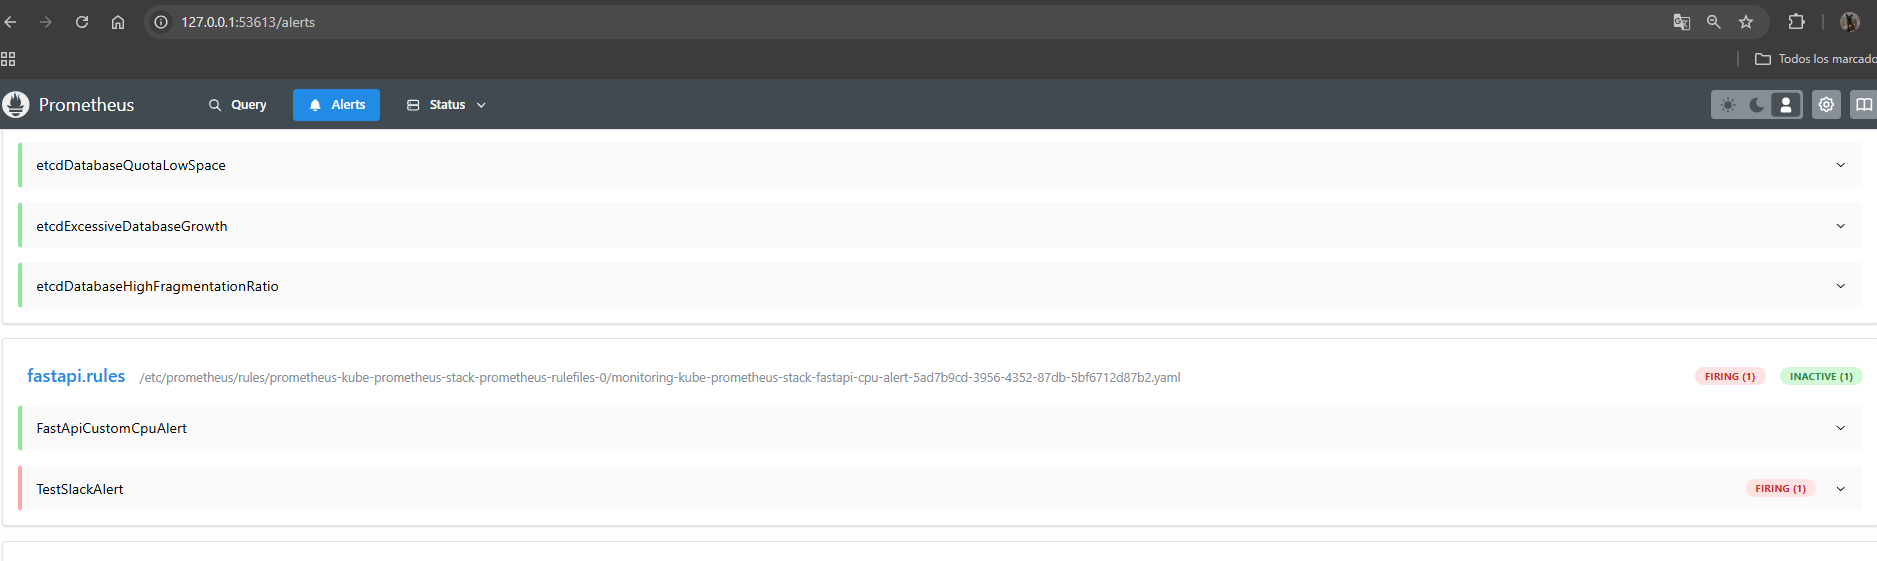 127.0.0.1:53613/alerts
Todos los marcado
Prometheus Query Alerts Status
etcdDatabaseQuotaLowSpace
etcdExcessiveDatabaseGrowth
etcdDatabaseHighFragmentationRatio
fastapi.rules /etc/prometheus/rules/prometheus-kube-prometheus-stack-prometheus-rulefiles-0/monitoring-kube-prometheus-stack-fastapi-cpu-alert-5ad7b9cd-3956-4352-87db-5bf6712d87b2.yaml FIRING (1) INACTIVE (1)
FastApiCustomCpuAlert
TestSlackAlert FIRING (1)